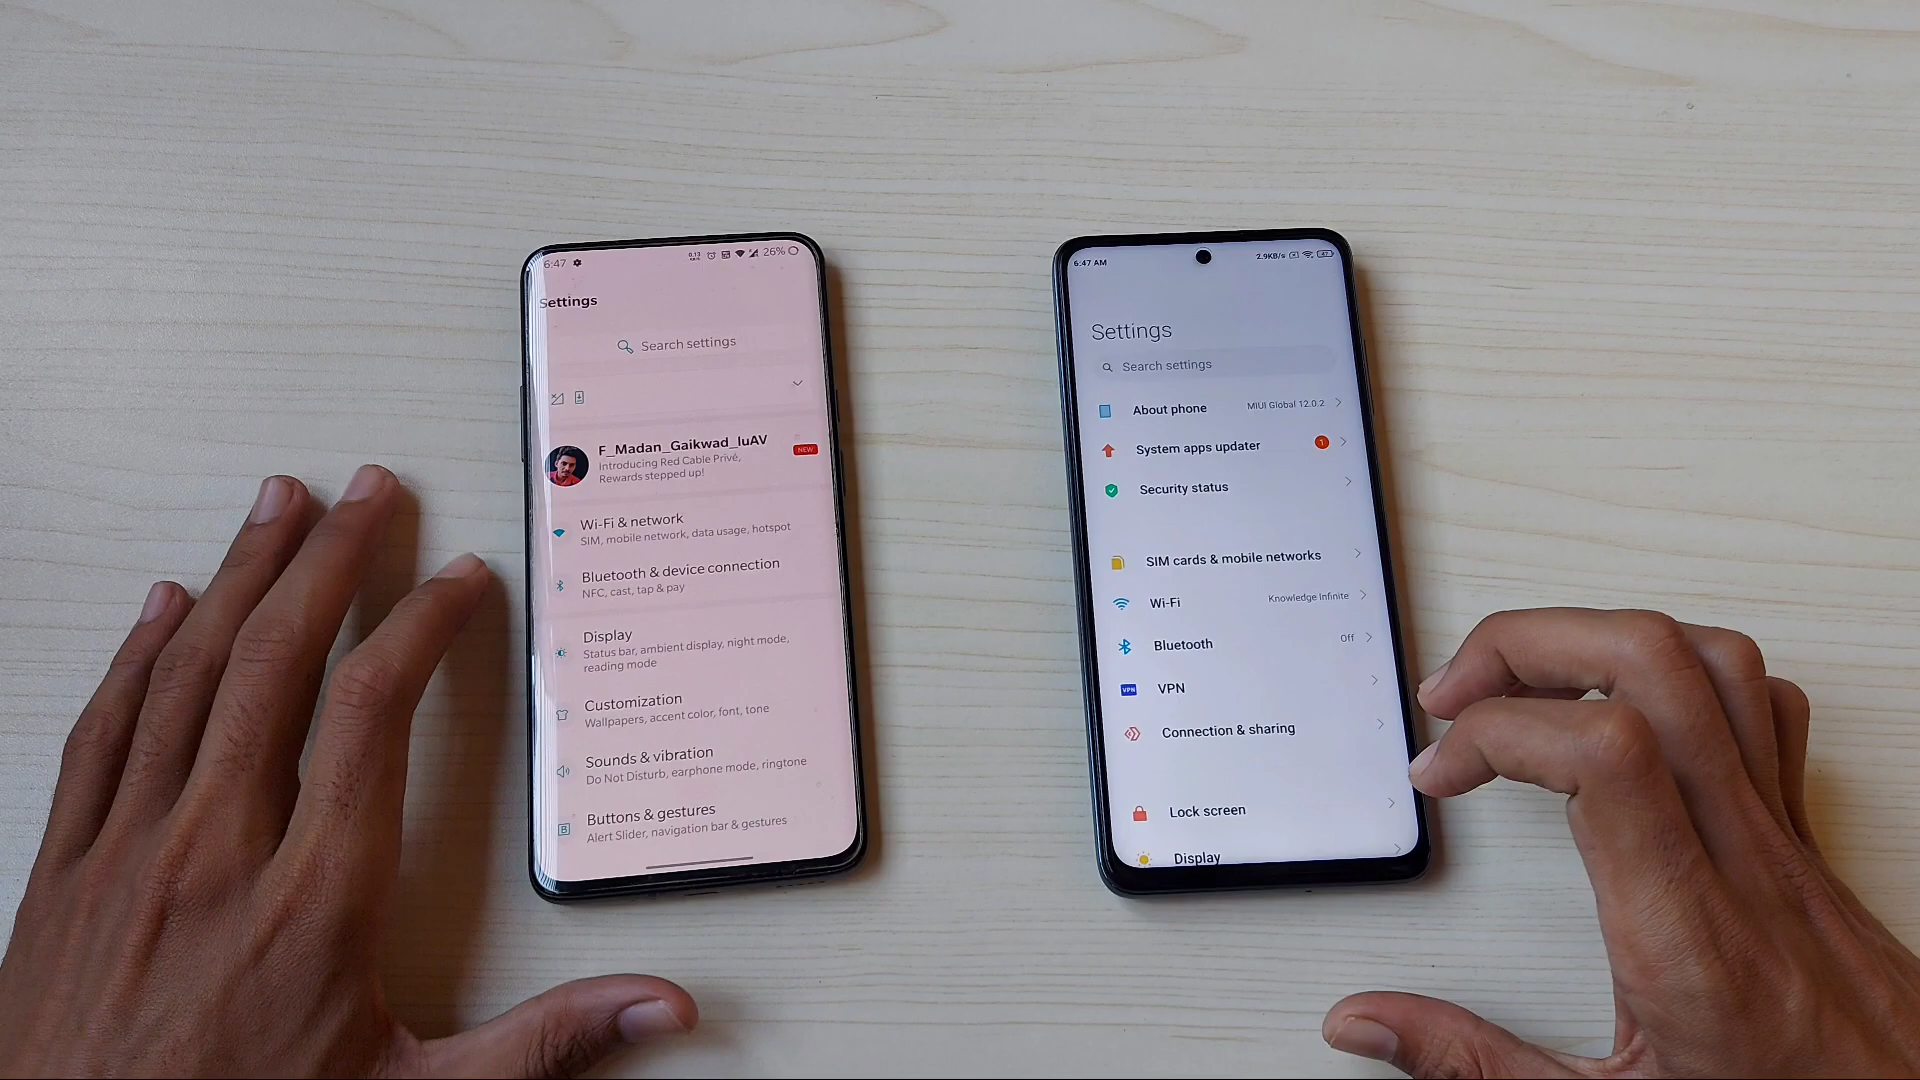 6:47
0.13
26%
Settings
Search settings
F_Madan_Gaikwad_IuAV
Introducing Red Cable Privé,
Rewards stepped up!
NEW
Wi-Fi & network
SIM, mobile network, data usage, hotspot
Bluetooth & device connection
NFC, cast, tap & pay
Display
Status bar, ambient display, night mode,
reading mode
Customization
Wallpapers, accent color, font, tone
Sounds & vibration
Do Not Disturb, earphone mode, ringtone
Buttons & gestures
Alert Slider, navigation bar & gestures
6:47 AM
2.9KB/s
47
Settings
Search settings
About phone
MIUI Global 12.0.2
System apps updater
1
Security status
SIM cards & mobile networks
Wi-Fi
Knowledge Infinite
Bluetooth
Off
VPN
VPN
Connection & sharing
Lock screen
Display